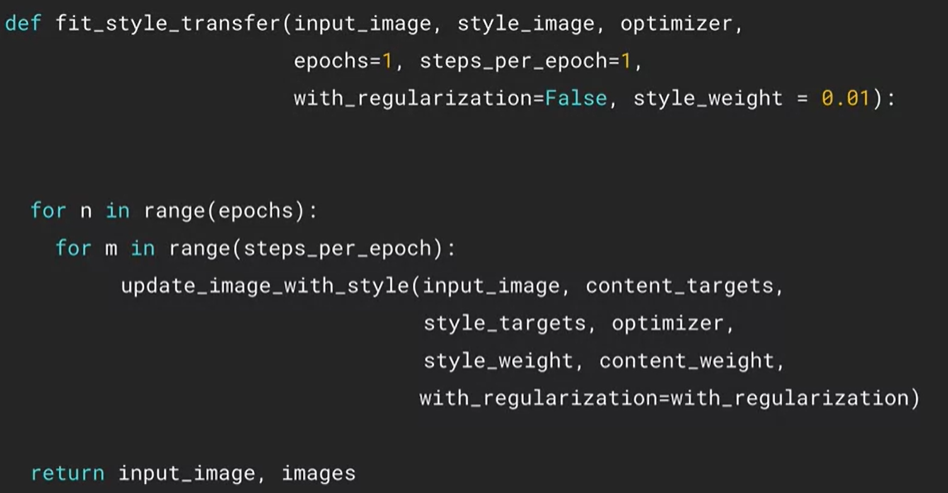 def fit_style_transfer(input_image, style_image, optimizer,
epochs=1, steps_per_epoch=1,
with_regularization=False, style_weight = 0.01):
for n in range(epochs):
for m in range(steps_per_epoch):
update_image_with_style(input_image, content_targets,
style_targets, optimizer,
style_weight, content_weight,
with_regularization=with_regularization)
return input_image, images